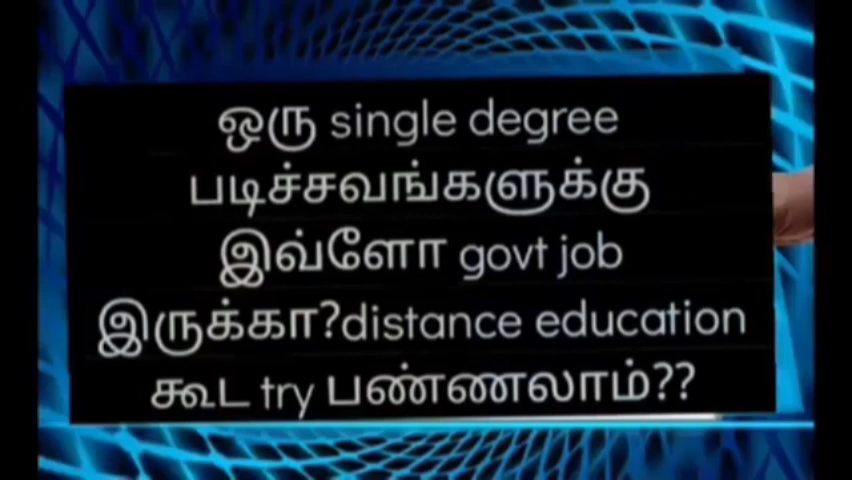 ஒரு single degree
படிச்சவங்களுக்கு
இவ்ளோ govt job
இருக்கா?distance education
கூட try பண்ணலாம்??